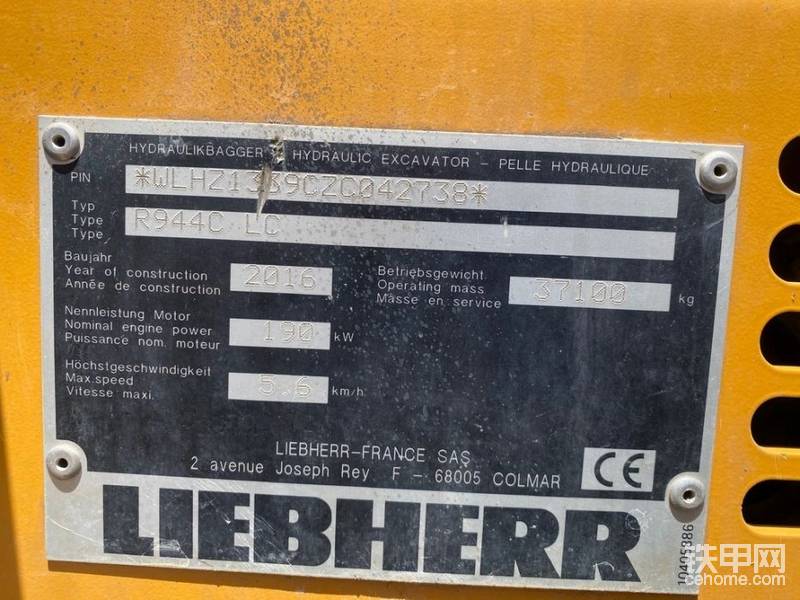 HYDRAULIKBAGGER - HYDRAULIC EXCAVATOR - PELLE HYDRAULIQUE
PIN *WLHZ1339CZC042738*
Typ
Type R944C LC
Type
Baujahr
Year of construction 2016
Année de construction
Betriebsgewicht
Operating mass 37100 kg
Masse en service
Nennleistung Motor
Nominal engine power 190 kW
Puissance nom. moteur
Höchstgeschwindigkeit
Max.speed 5.6 km/h
Vitesse maxi.
LIEBHERR-FRANCE SAS
2 avenue Joseph Rey F - 68005 COLMAR
CE
LIEBHERR
10495386
铁甲网
cehome.com